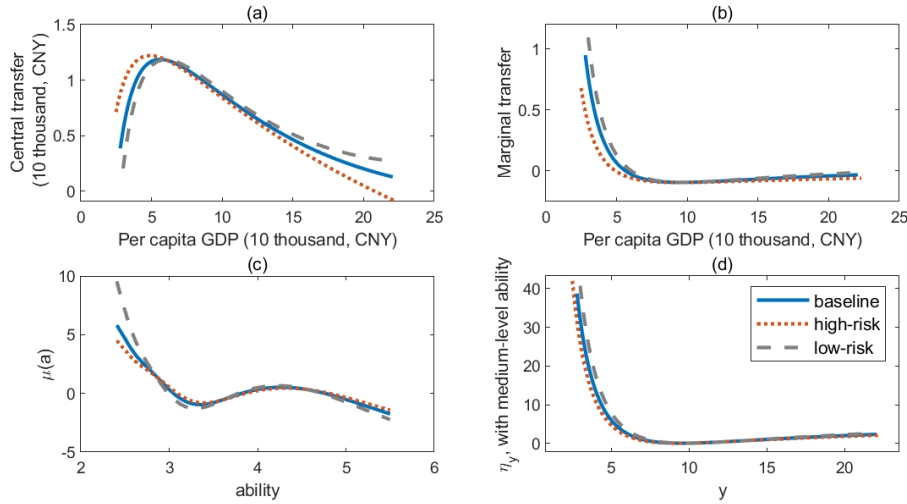 (a)
Central transfer
(10 thousand, CNY)
1.5
1
0.5
0
0 5 10 15 20 25
Per capita GDP (10 thousand, CNY)
(b)
Marginal transfer
1
0.5
0
0 5 10 15 20 25
Per capita GDP (10 thousand, CNY)
(c)
μ(a)
10
5
0
-5
2 3 4 5 6
ability
(d)
η_y, with medium-level ability
40
30
20
10
0
5 10 15 20
y
baseline
high-risk
low-risk